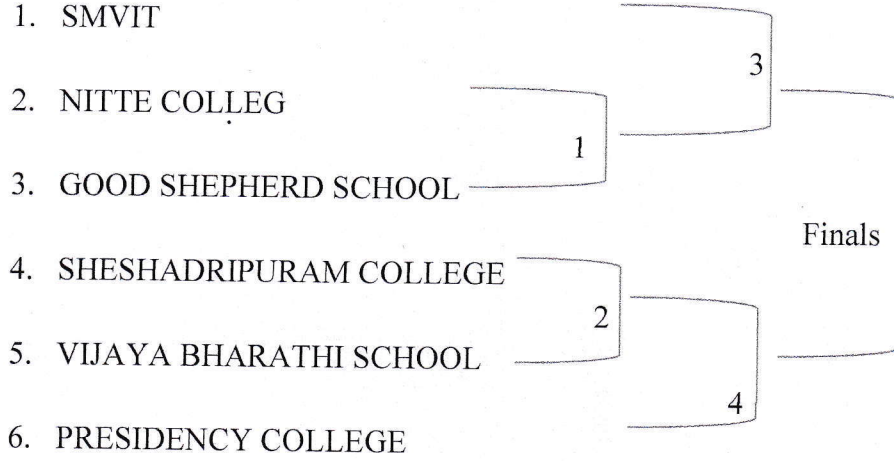 1. SMVIT
3
2. NITTE COLLEG
1
3. GOOD SHEPHERD SCHOOL
Finals
4. SHESHADRIPURAM COLLEGE
2
5. VIJAYA BHARATHI SCHOOL
4
6. PRESIDENCY COLLEGE